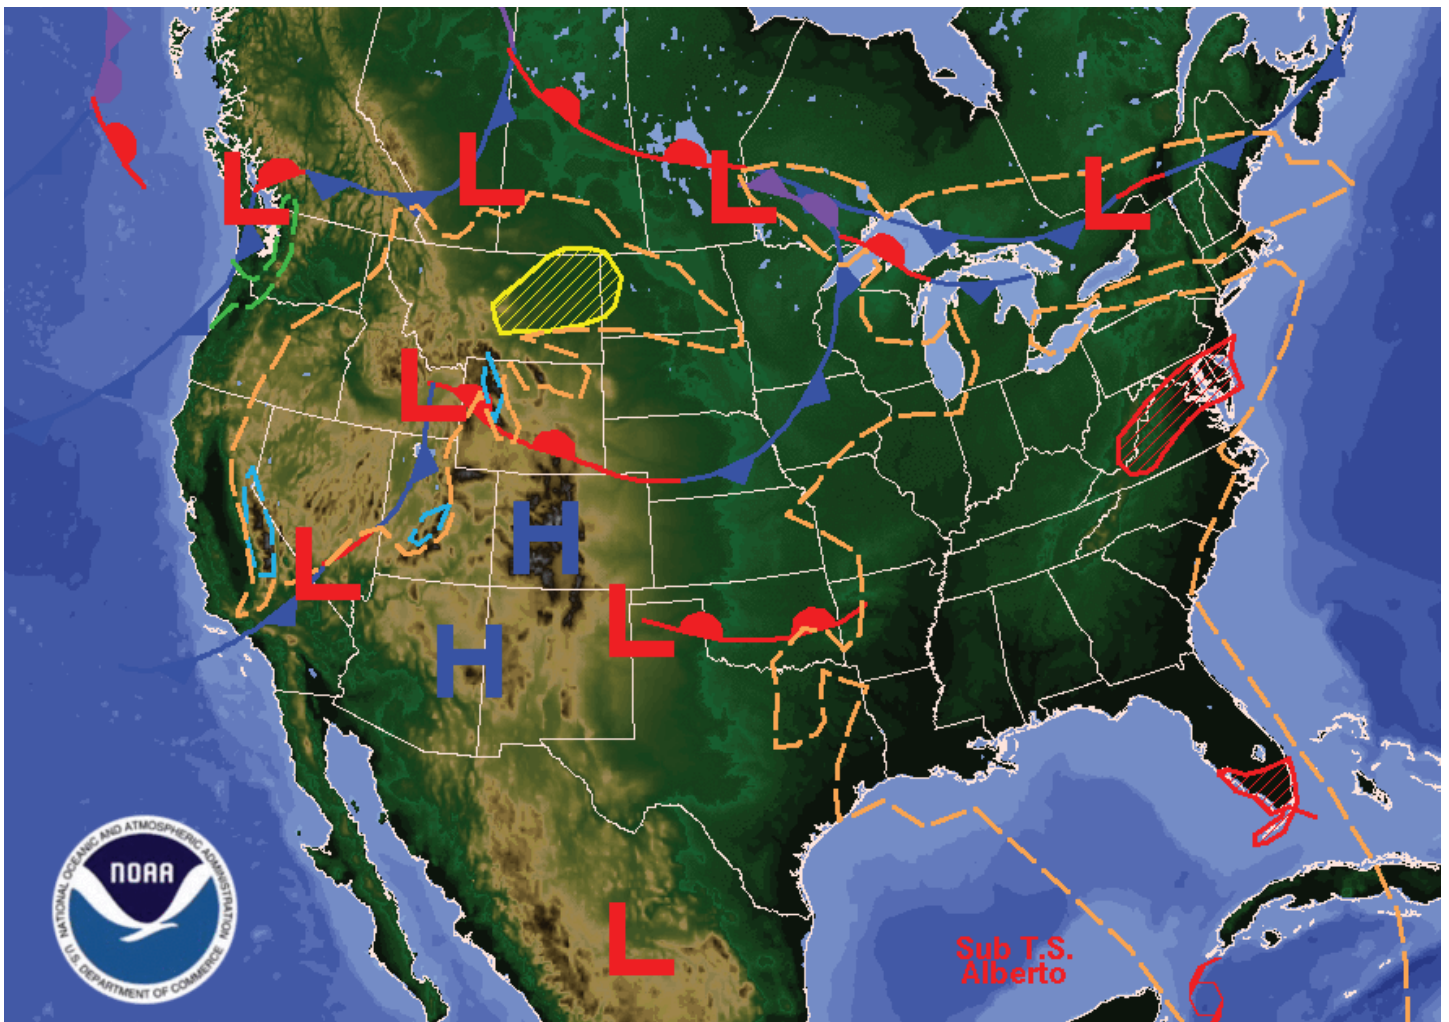 L
L
L
L
L
H
L
L
H
L
NOAA
NATIONAL OCEANIC AND ATMOSPHERIC ADMINISTRATION
U.S. DEPARTMENT OF COMMERCE
Sub T.S.
Alberto